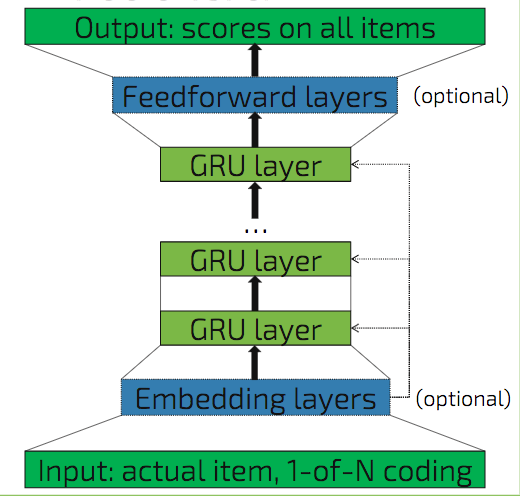 Output: scores on all items
Feedforward layers
(optional)
GRU layer
...
GRU layer
GRU layer
Embedding layers
(optional)
Input: actual item, 1-of-N coding